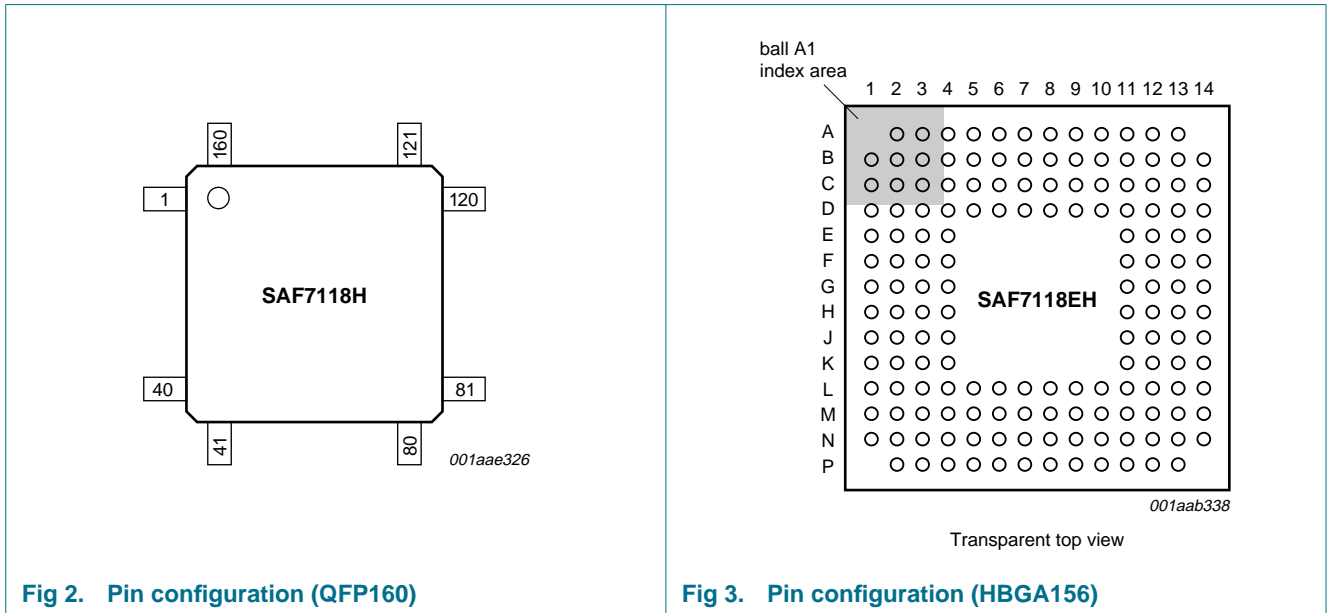 160
121
1
120
SAF7118H
40
81
41
80
001aae326
Fig 2. Pin configuration (QFP160)
ball A1
index area
1 2 3 4 5 6 7 8 9 10 11 12 13 14
A
B
C
D
E
F
G
SAF7118EH
H
J
K
L
M
N
P
001aab338
Transparent top view
Fig 3. Pin configuration (HBGA156)